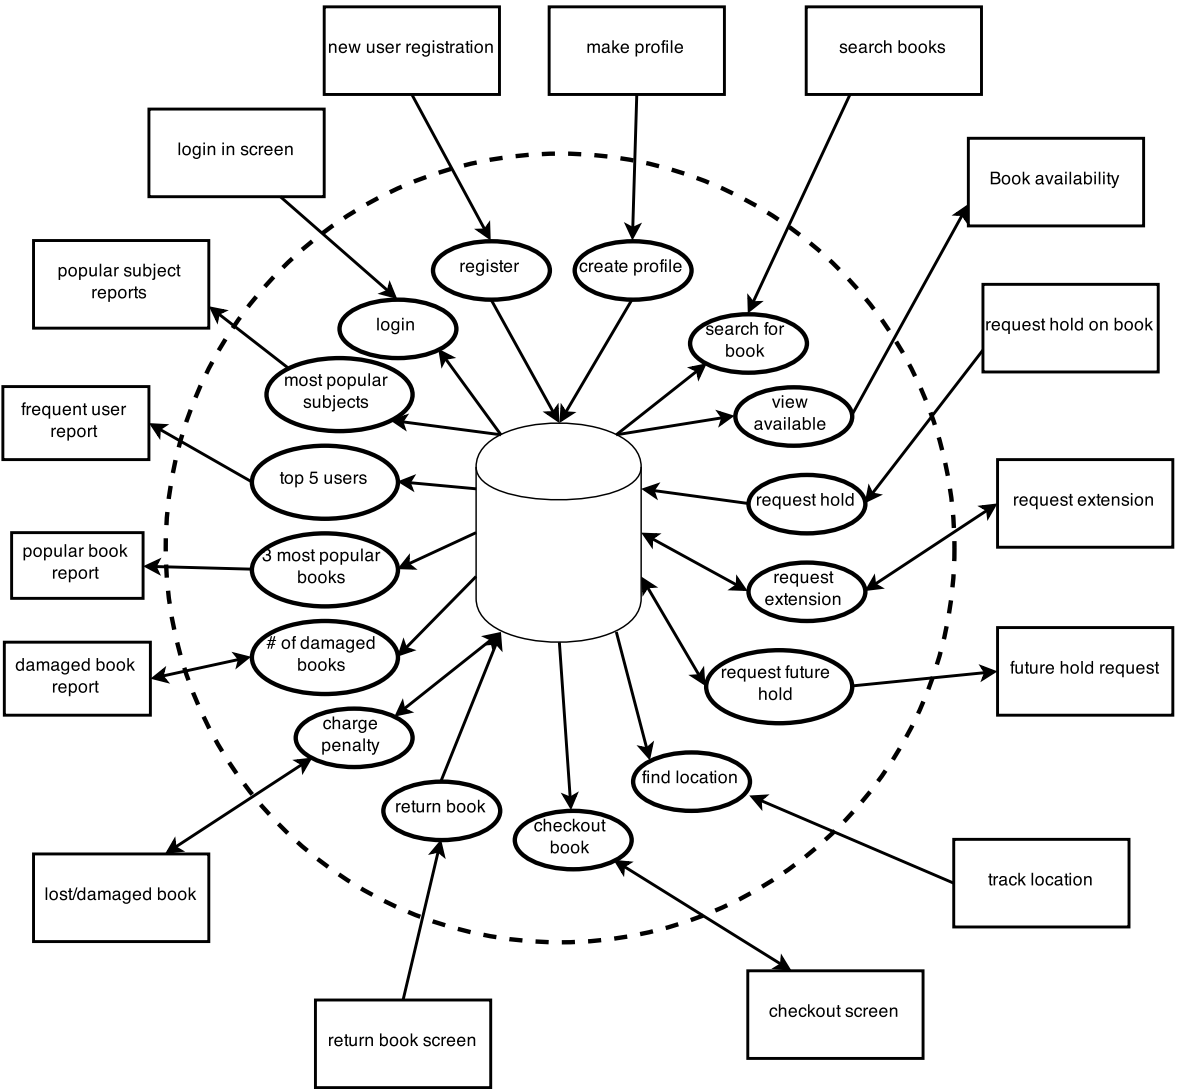 new user registration
make profile
search books
login in screen
Book availability
popular subject
reports
register
create profile
request hold on book
login
search for
book
most popular
subjects
view
available
frequent user
report
top 5 users
request hold
request extension
popular book
report
3 most popular
books
request
extension
damaged book
report
# of damaged
books
request future
hold
future hold request
charge
penalty
find location
return book
checkout
book
lost/damaged book
track location
checkout screen
return book screen